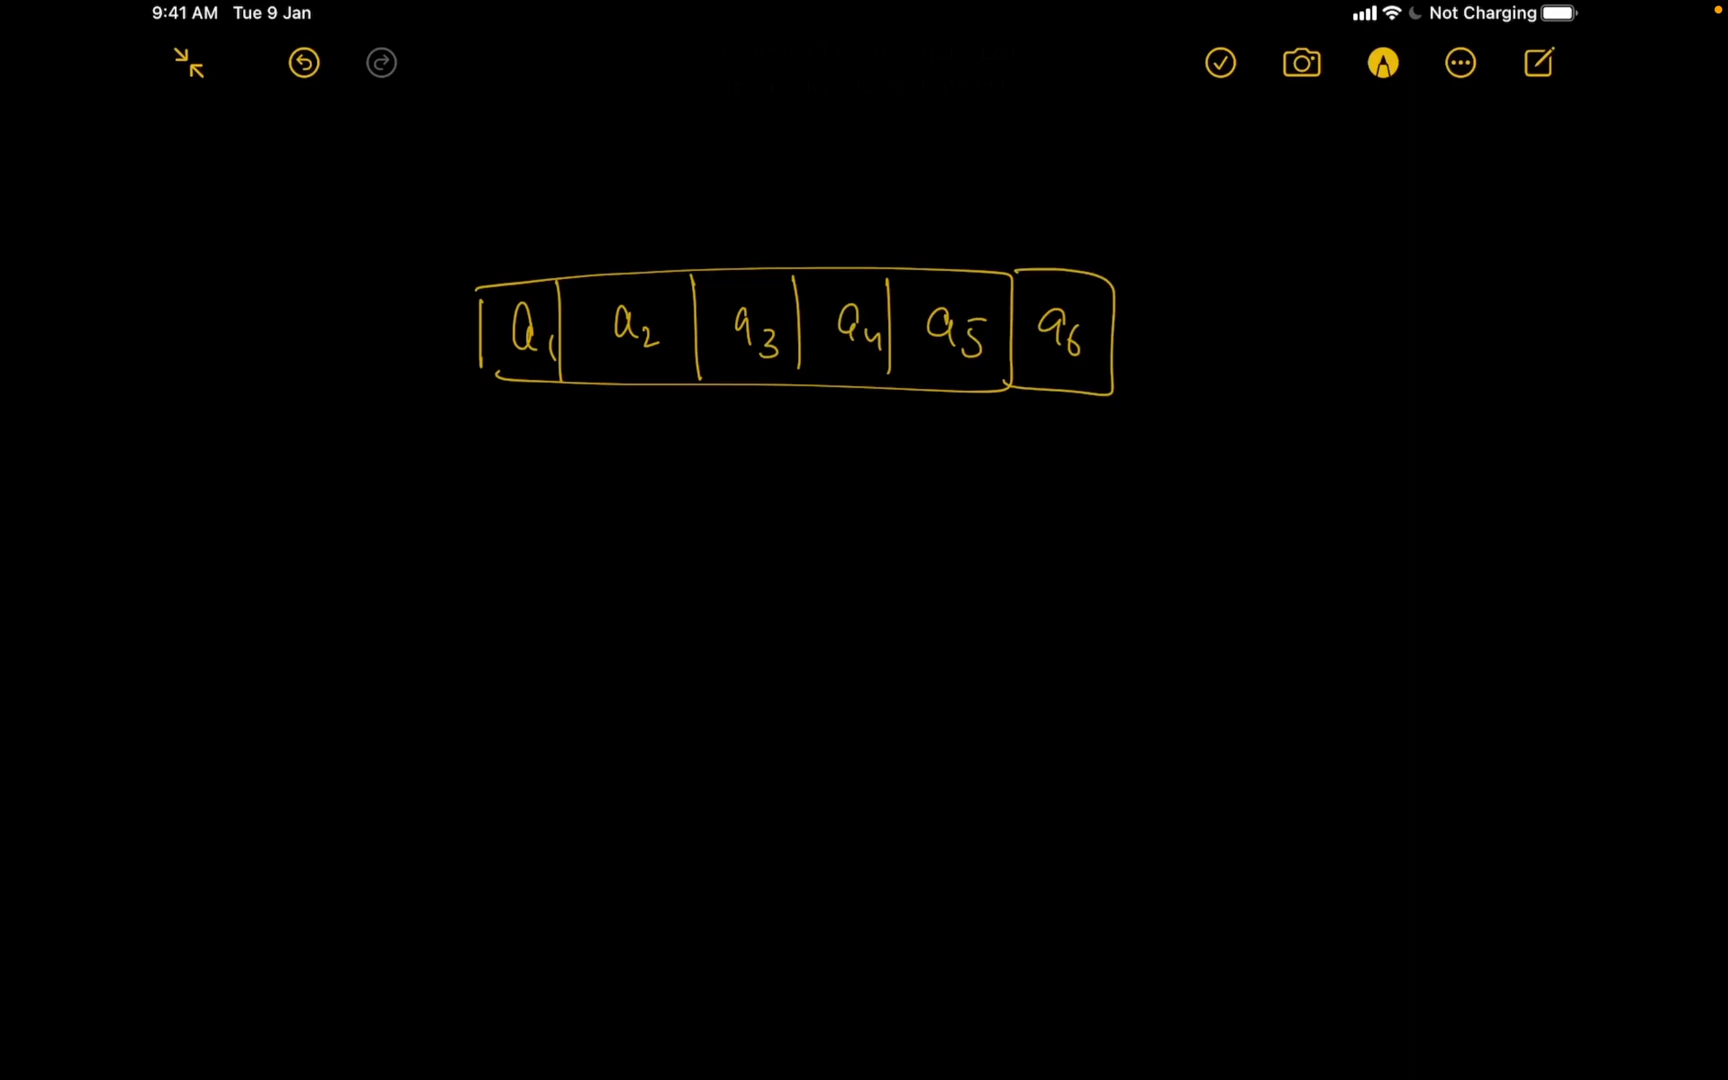 9:41 AM Tue 9 Jan
Not Charging
a₁ a₂ a₃ a₄ a₅ a₆